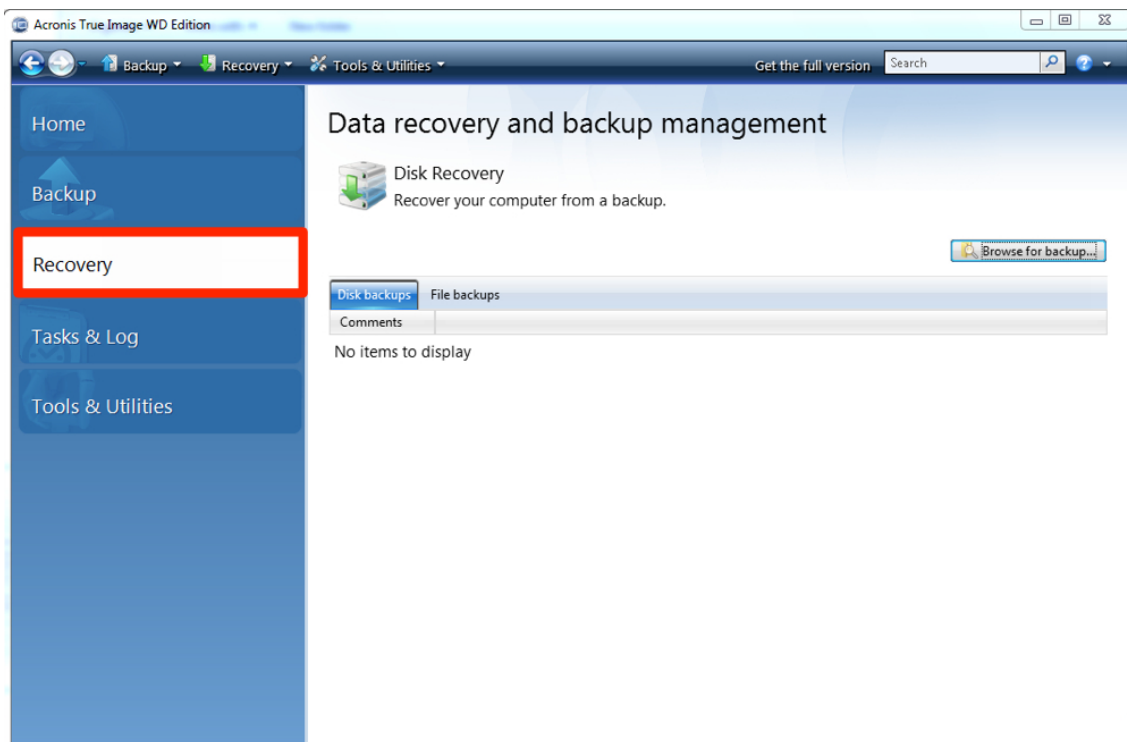 Acronis True Image WD Edition
Backup Recovery Tools & Utilities Get the full version Search
Home
Data recovery and backup management
Disk Recovery
Backup
Recover your computer from a backup.
Recovery
Browse for backup...
Disk backups File backups
Comments
Tasks & Log
No items to display
Tools & Utilities